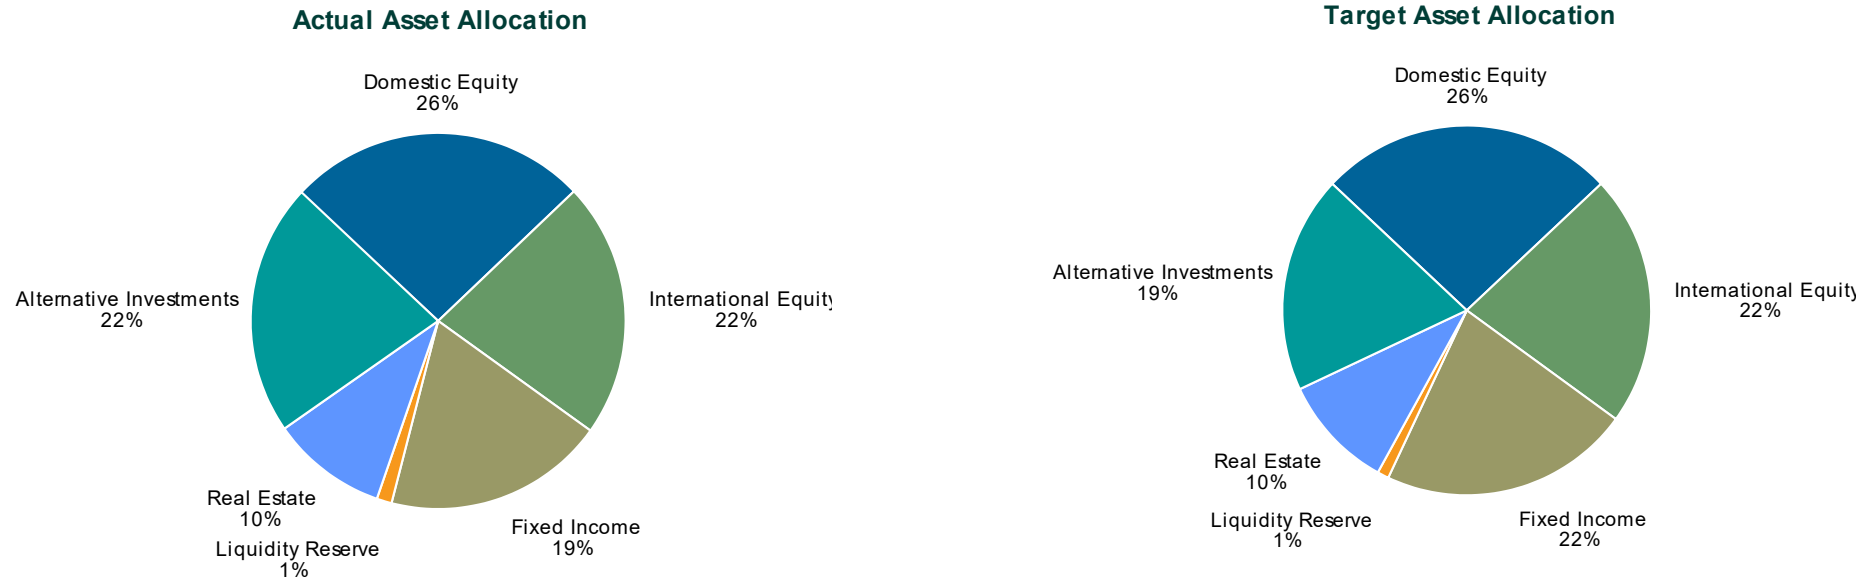 Actual Asset Allocation
Domestic Equity
26%
Alternative Investments
22%
International Equity
22%
Real Estate
10%
Liquidity Reserve
1%
Fixed Income
19%
Target Asset Allocation
Domestic Equity
26%
Alternative Investments
19%
International Equity
22%
Real Estate
10%
Liquidity Reserve
1%
Fixed Income
22%